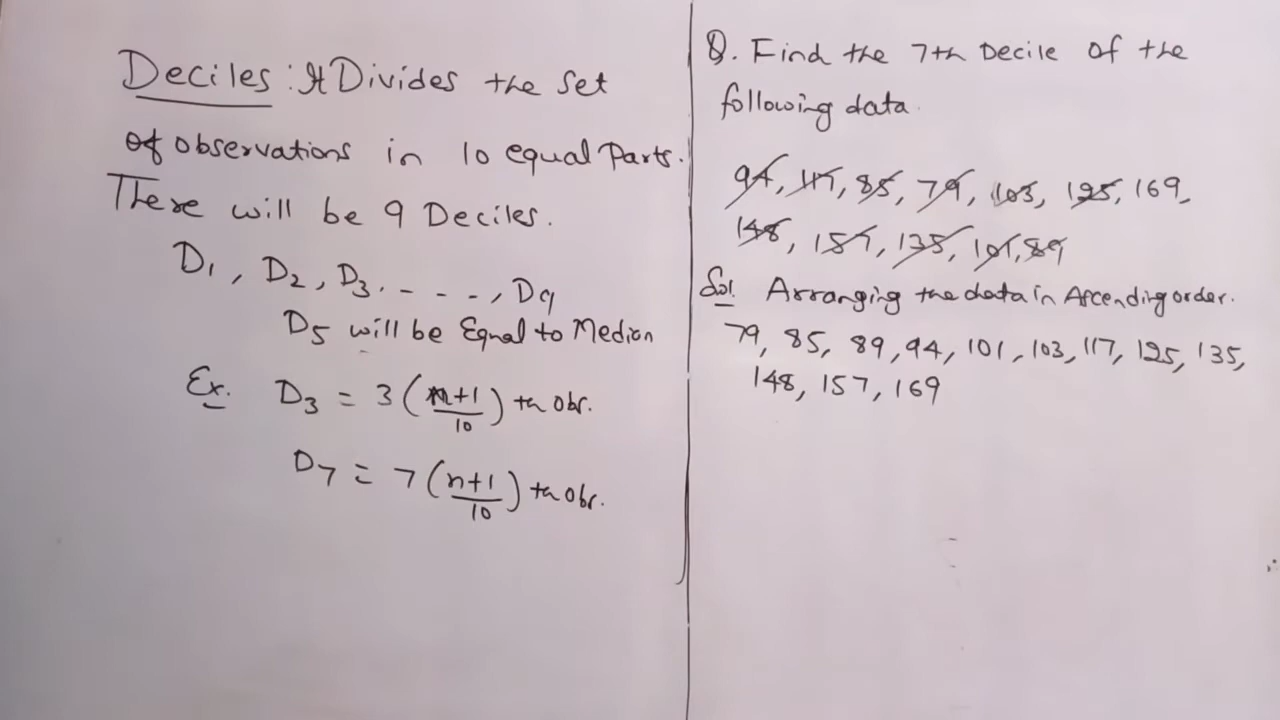 Deciles : It Divides the Set
of observations in 10 equal Parts.
There will be 9 Deciles.
D1, D2, D3. - - - ., D9
D5 will be Equal to Median
Ex. D3 = 3 (n+1/10) th obr.
D7 = 7 (n+1/10) th obr.
Q. Find the 7th Decile of the
following data.
94, 117, 85, 79, 103, 125, 169,
148, 157, 135, 101, 89
Sol. Arranging the data in Ascending order.
79, 85, 89, 94, 101, 103, 117, 125, 135,
148, 157, 169